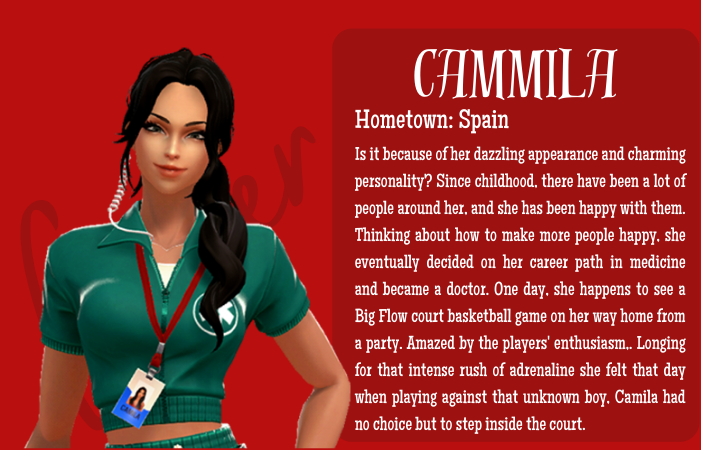 CAMMILA
Hometown: Spain
Is it because of her dazzling appearance and charming
personality? Since childhood, there have been a lot of
people around her, and she has been happy with them.
Thinking about how to make more people happy, she
eventually decided on her career path in medicine
and became a doctor. One day, she happens to see a
Big Flow court basketball game on her way home from
a party. Amazed by the players' enthusiasm,. Longing
for that intense rush of adrenaline she felt that day
when playing against that unknown boy, Camila had
no choice but to step inside the court.
CAMILA